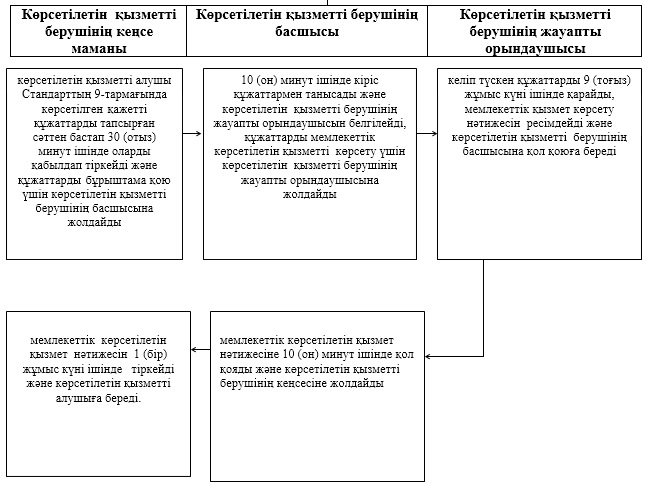 Көрсетілетін қызметті
берушінің кеңсе
маманы
Көрсетілетін қызметті берушінің
басшысы
Көрсетілетін қызметті
берушінің жауапты
орындаушысы
көрсетілетін қызметті алушы
Стандарттың 9-тармағында
көрсетілген қажетті
құжаттарды тапсырған
сәттен бастап 30 (отыз)
минут ішінде оларды
қабылдап тіркейді және
құжаттарды бұрыштама қою
үшін көрсетілетін қызметті
берушінің басшысына
жолдайды
10 (он) минут ішінде кіріс
құжаттармен танысады және
көрсетілетін қызметті берушінің
жауапты орындаушысын белгілейді,
құжаттарды мемлекеттік
көрсетілетін қызметті көрсету үшін
көрсетілетін қызметті берушінің
жауапты орындаушысына
жолдайды
келіп түскен құжаттарды 9 (тоғыз)
жұмыс күні ішінде қарайды,
мемлекеттік қызмет көрсету
нәтижесін ресімдейді және
көрсетілетін қызметті берушінің
басшысына қол қоюға береді
мемлекеттік көрсетілетін
қызмет нәтижесін 1 (бір)
жұмыс күні ішінде тіркейді
және көрсетілетін қызметті
алушыға береді.
мемлекеттік көрсетілетін қызмет
нәтижесіне 10 (он) минут ішінде қол
қояды және көрсетілетін қызметті
берушінің кеңсесіне жолдайды